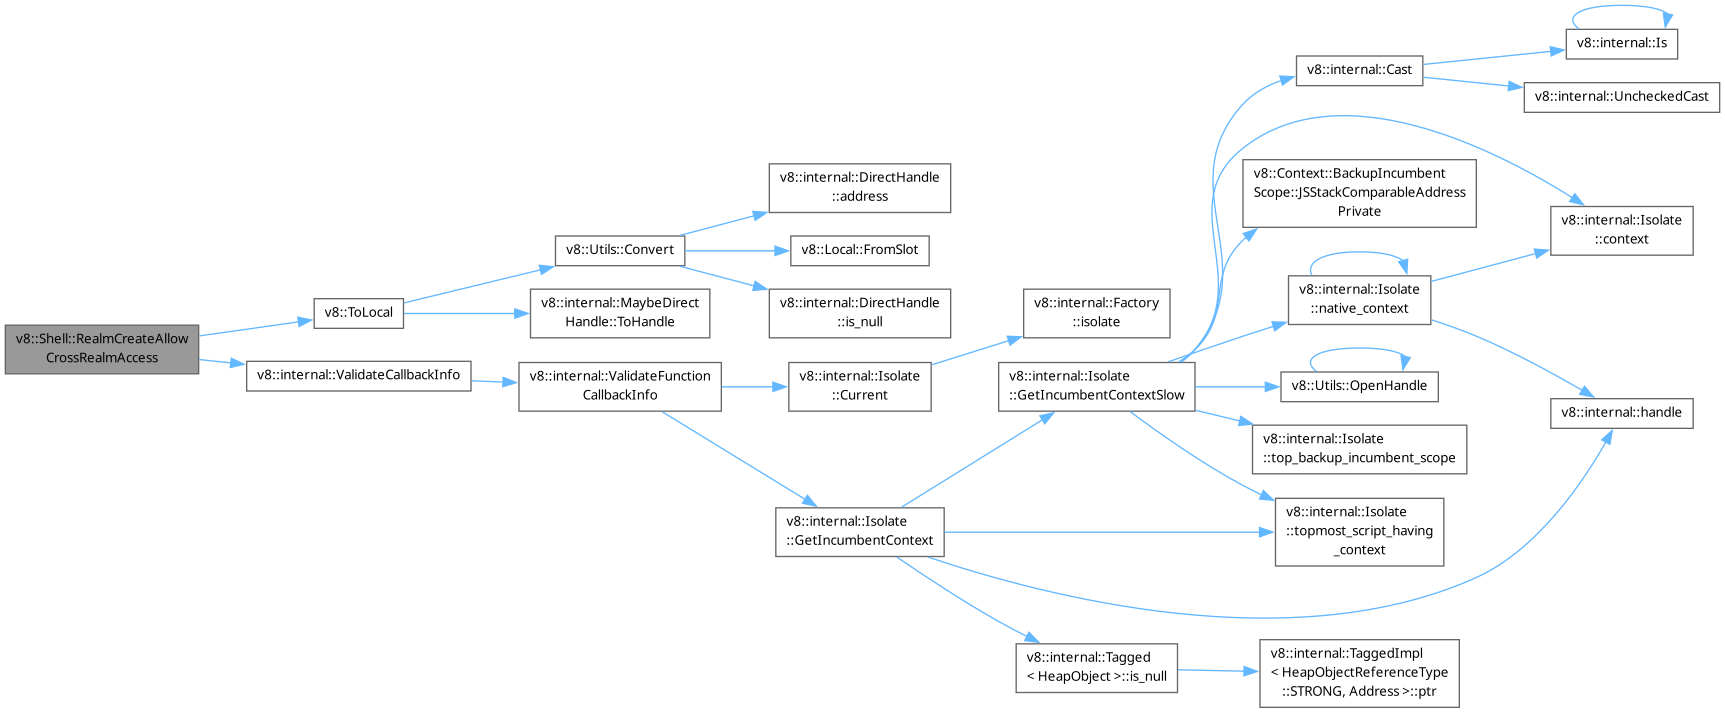 v8::Shell::RealmCreateAllow
CrossRealmAccess
v8::ToLocal
v8::internal::ValidateCallbackInfo
v8::Utils::Convert
v8::internal::MaybeDirect
Handle::ToHandle
v8::internal::ValidateFunction
CallbackInfo
v8::internal::DirectHandle
::address
v8::Local::FromSlot
v8::internal::DirectHandle
::is_null
v8::internal::Isolate
::Current
v8::internal::Isolate
::GetIncumbentContext
v8::internal::Factory
::isolate
v8::internal::Isolate
::GetIncumbentContextSlow
v8::internal::Tagged
< HeapObject >::is_null
v8::internal::Cast
v8::Context::BackupIncumbent
Scope::JSStackComparableAddress
Private
v8::internal::Isolate
::native_context
v8::Utils::OpenHandle
v8::internal::Isolate
::top_backup_incumbent_scope
v8::internal::Isolate
::topmost_script_having
_context
v8::internal::TaggedImpl
< HeapObjectReferenceType
::STRONG, Address >::ptr
v8::internal::Is
v8::internal::UncheckedCast
v8::internal::Isolate
::context
v8::internal::handle